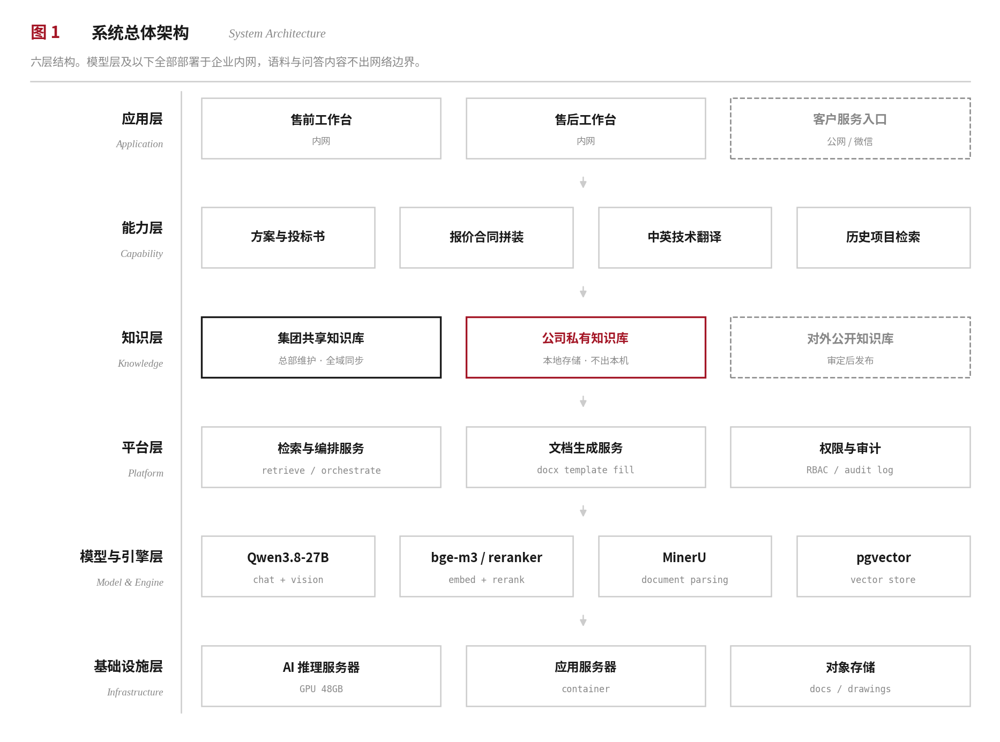 图 1 系统总体架构 System Architecture
六层结构。模型层及以下全部部署于企业内网，语料与问答内容不出网络边界。
应用层
Application
售前工作台
内网
售后工作台
内网
客户服务入口
公网 / 微信
能力层
Capability
方案与投标书
报价合同拼装
中英技术翻译
历史项目检索
知识层
Knowledge
集团共享知识库
总部维护 · 全域同步
公司私有知识库
本地存储 · 不出本机
对外公开知识库
审定后发布
平台层
Platform
检索与编排服务
retrieve / orchestrate
文档生成服务
docx template fill
权限与审计
RBAC / audit log
模型与引擎层
Model & Engine
Qwen3.8-27B
chat + vision
bge-m3 / reranker
embed + rerank
MinerU
document parsing
pgvector
vector store
基础设施层
Infrastructure
AI 推理服务器
GPU 48GB
应用服务器
container
对象存储
docs / drawings